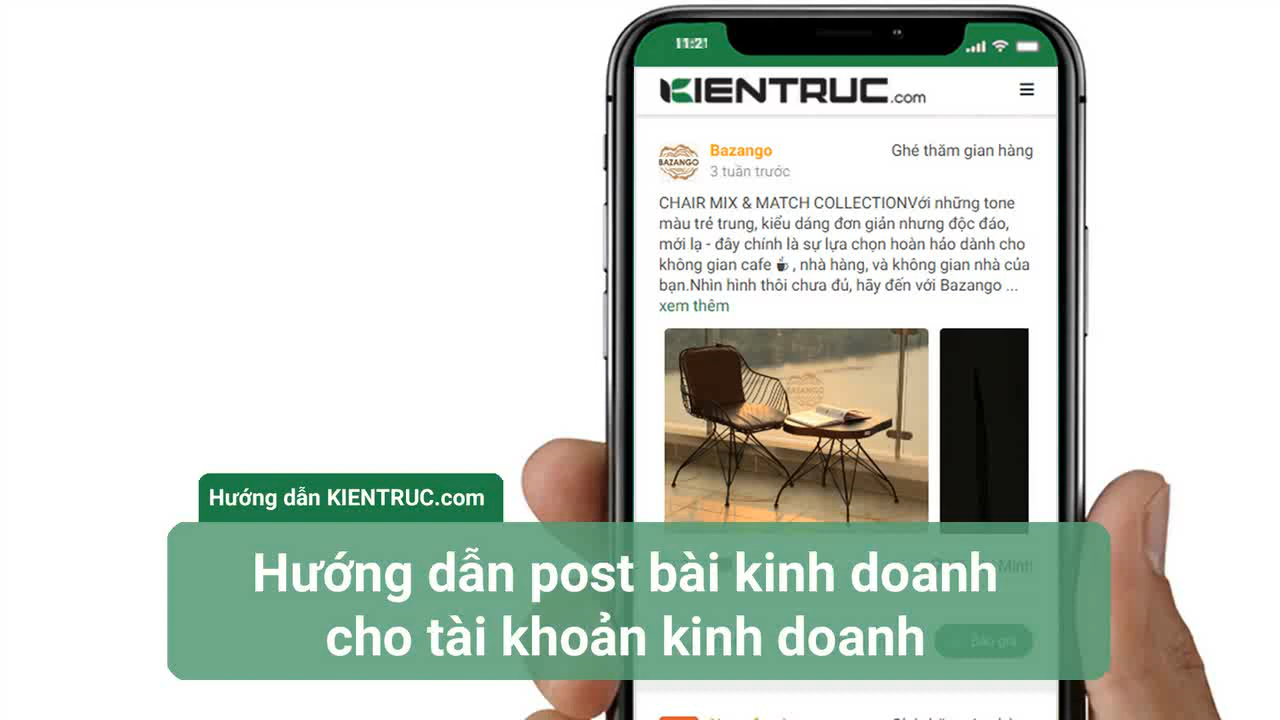 11:21
KIENTRUC.com
BAZANGO
Bazango
Ghé thăm gian hàng
3 tuần trước
CHAIR MIX & MATCH COLLECTIONVới những tone
màu trẻ trung, kiểu dáng đơn giản nhưng độc đáo,
mới lạ - đây chính là sự lựa chọn hoàn hảo dành cho
không gian cafe ☕ , nhà hàng, và không gian nhà của
bạn.Nhìn hình thôi chưa đủ, hãy đến với Bazango ...
xem thêm
BAZANGO
Hướng dẫn KIENTRUC.com
Hướng dẫn post bài kinh doanh
cho tài khoản kinh doanh
Báo giá